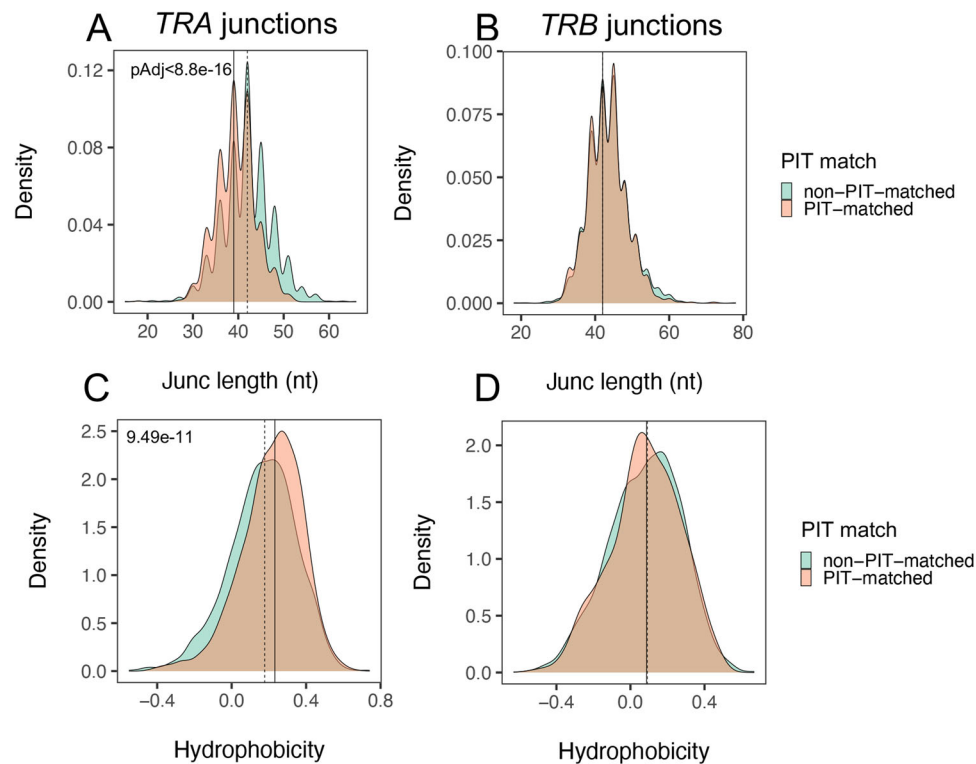 A
TRA junctions
pAdj<8.8e-16
Density
0.12
0.08
0.04
0.00
20 30 40 50 60
Junc length (nt)
B
TRB junctions
Density
0.100
0.075
0.050
0.025
0.000
20 40 60 80
Junc length (nt)
PIT match
non−PIT−matched
PIT−matched
C
9.49e-11
Density
2.5
2.0
1.5
1.0
0.5
0.0
−0.4 0.0 0.4 0.8
Hydrophobicity
D
Density
2.0
1.5
1.0
0.5
0.0
−0.4 0.0 0.4
Hydrophobicity
PIT match
non−PIT−matched
PIT−matched